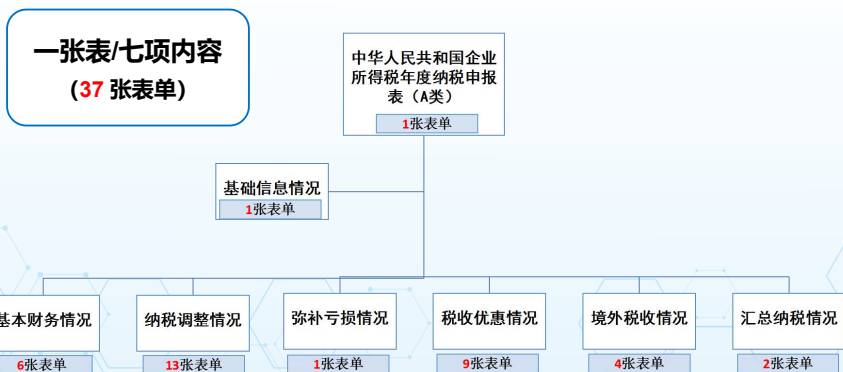 一张表/七项内容
（37 张表单）
中华人民共和国企业
所得税年度纳税申报
表（A类）
1张表单
基础信息情况
1张表单
基本财务情况
纳税调整情况
弥补亏损情况
税收优惠情况
境外税收情况
汇总纳税情况
6张表单
13张表单
1张表单
9张表单
4张表单
2张表单